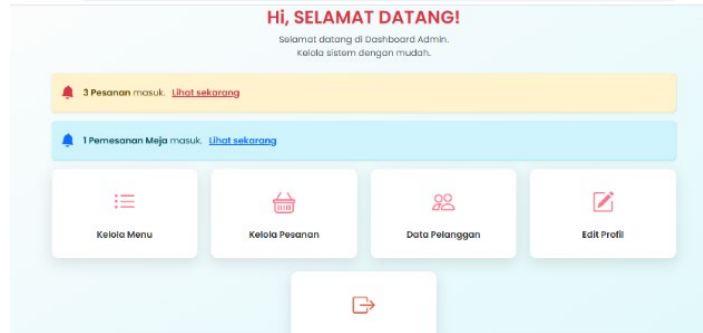 Hi, SELAMAT DATANG!
Selamat datang di Dashboard Admin.
Kelola sistem dengan mudah.
3 Pesanan masuk. Lihat sekarang
1 Pemesanan Meja masuk. Lihat sekarang
Kelola Menu
Kelola Pesanan
Data Pelanggan
Edit Profil